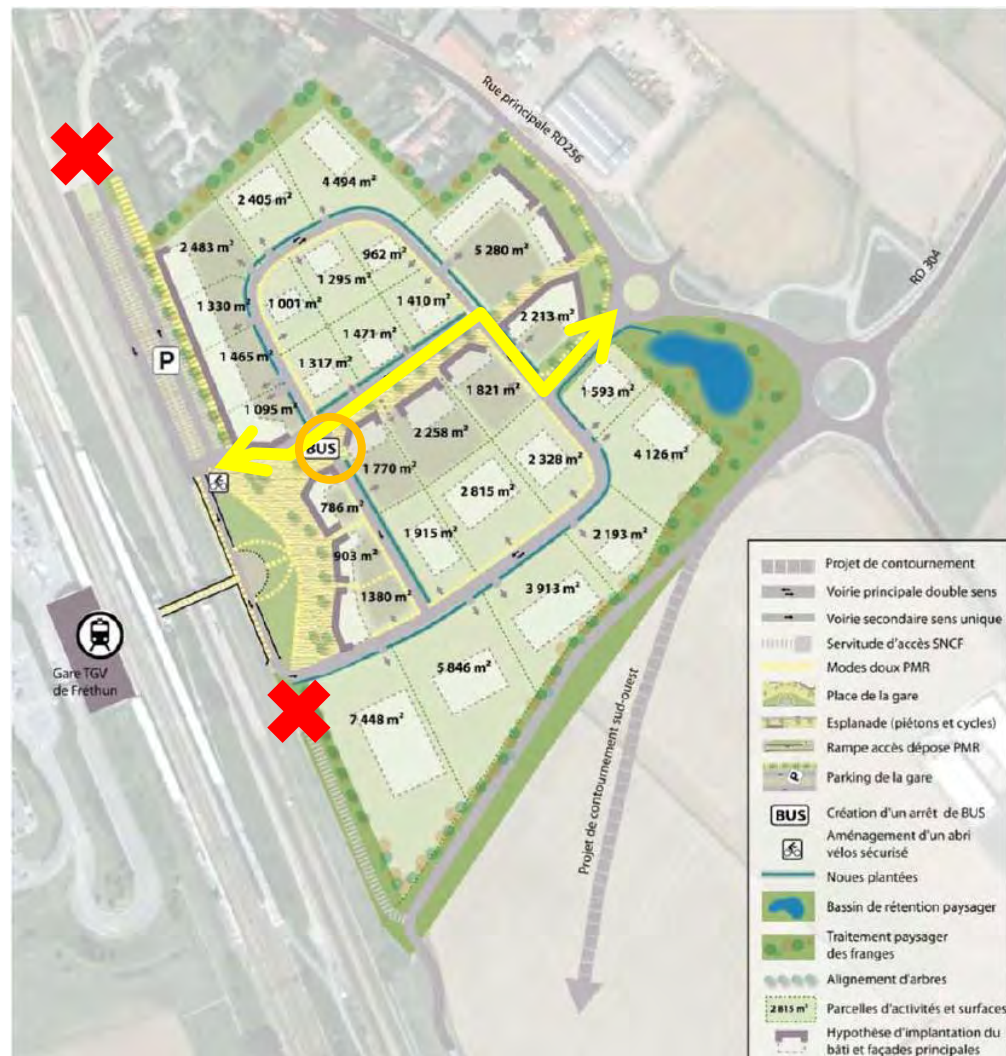 Rue principale RD256
RD 304
4 494 m²
2 405 m²
2 483 m²
962 m²
5 280 m²
1 295 m²
1 330 m²
1 001 m²
1 410 m²
2 213 m²
1 471 m²
1 465 m²
1 317 m²
P
1 821 m²
1 593 m²
1 095 m²
2 258 m²
BUS
4 126 m²
1 770 m²
2 328 m²
2 815 m²
786 m²
1 915 m²
2 193 m²
903 m²
3 913 m²
1380 m²
Gare TGV
de Fréthun
5 846 m²
7 448 m²
Projet de contournement sud-ouest
Projet de contournement
Voirie principale double sens
Voirie secondaire sens unique
Servitude d'accès SNCF
Modes doux PMR
Place de la gare
Esplanade (piétons et cycles)
Rampe accès dépose PMR
Parking de la gare
BUS Création d'un arrêt de BUS
Aménagement d'un abri
vélos sécurisé
Noues plantées
Bassin de rétention paysager
Traitement paysager
des franges
Alignement d'arbres
2815 m² Parcelles d'activités et surfaces
Hypothèse d'implantation du
bâti et façades principales